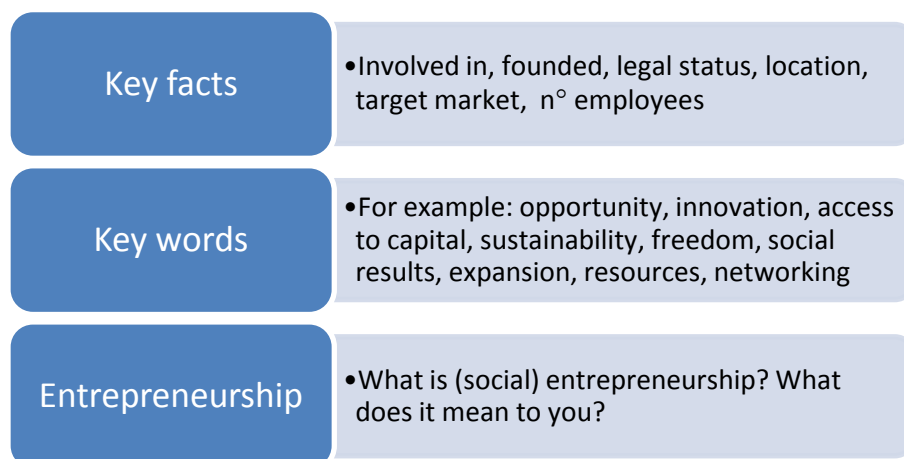 Key facts
•Involved in, founded, legal status, location,
target market, n° employees
Key words
•For example: opportunity, innovation, access
to capital, sustainability, freedom, social
results, expansion, resources, networking
Entrepreneurship
•What is (social) entrepreneurship? What
does it mean to you?